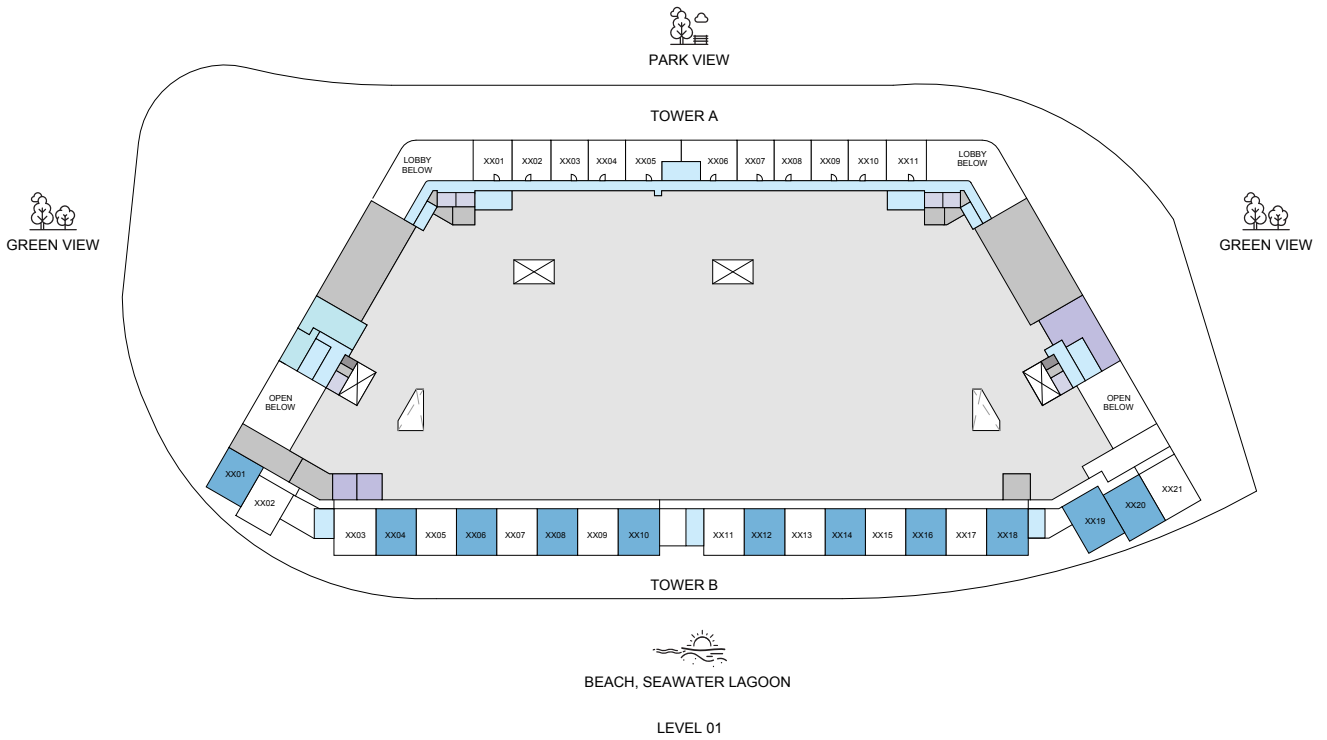 PARK VIEW
TOWER A
LOBBY
BELOW
XX01
XX02
XX03
XX04
XX05
XX06
XX07
XX08
XX09
XX10
XX11
LOBBY
BELOW
GREEN VIEW
GREEN VIEW
OPEN
BELOW
OPEN
BELOW
XX01
XX02
XX03
XX04
XX05
XX06
XX07
XX08
XX09
XX10
XX11
XX12
XX13
XX14
XX15
XX16
XX17
XX18
XX19
XX20
XX21
TOWER B
BEACH, SEAWATER LAGOON
LEVEL 01